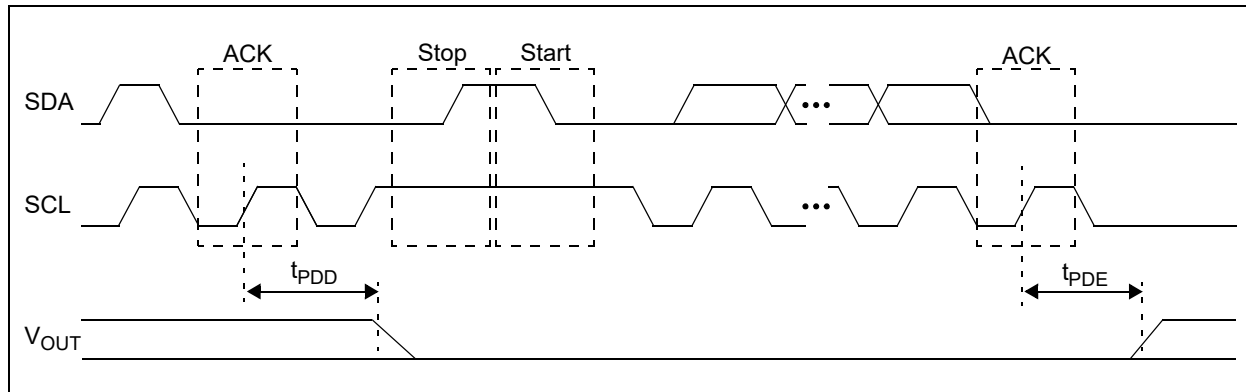 ACK Stop Start ACK
SDA
SCL
tPDD tPDE
VOUT